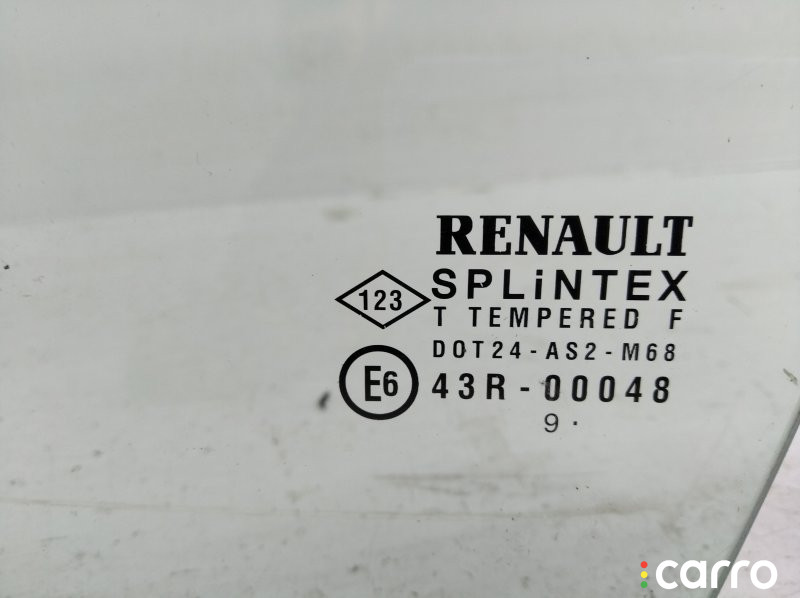 RENAULT
SPLiNTEX
123
T TEMPERED F
DOT24-AS2-M68
E6
43R-00048
9 ·
carro